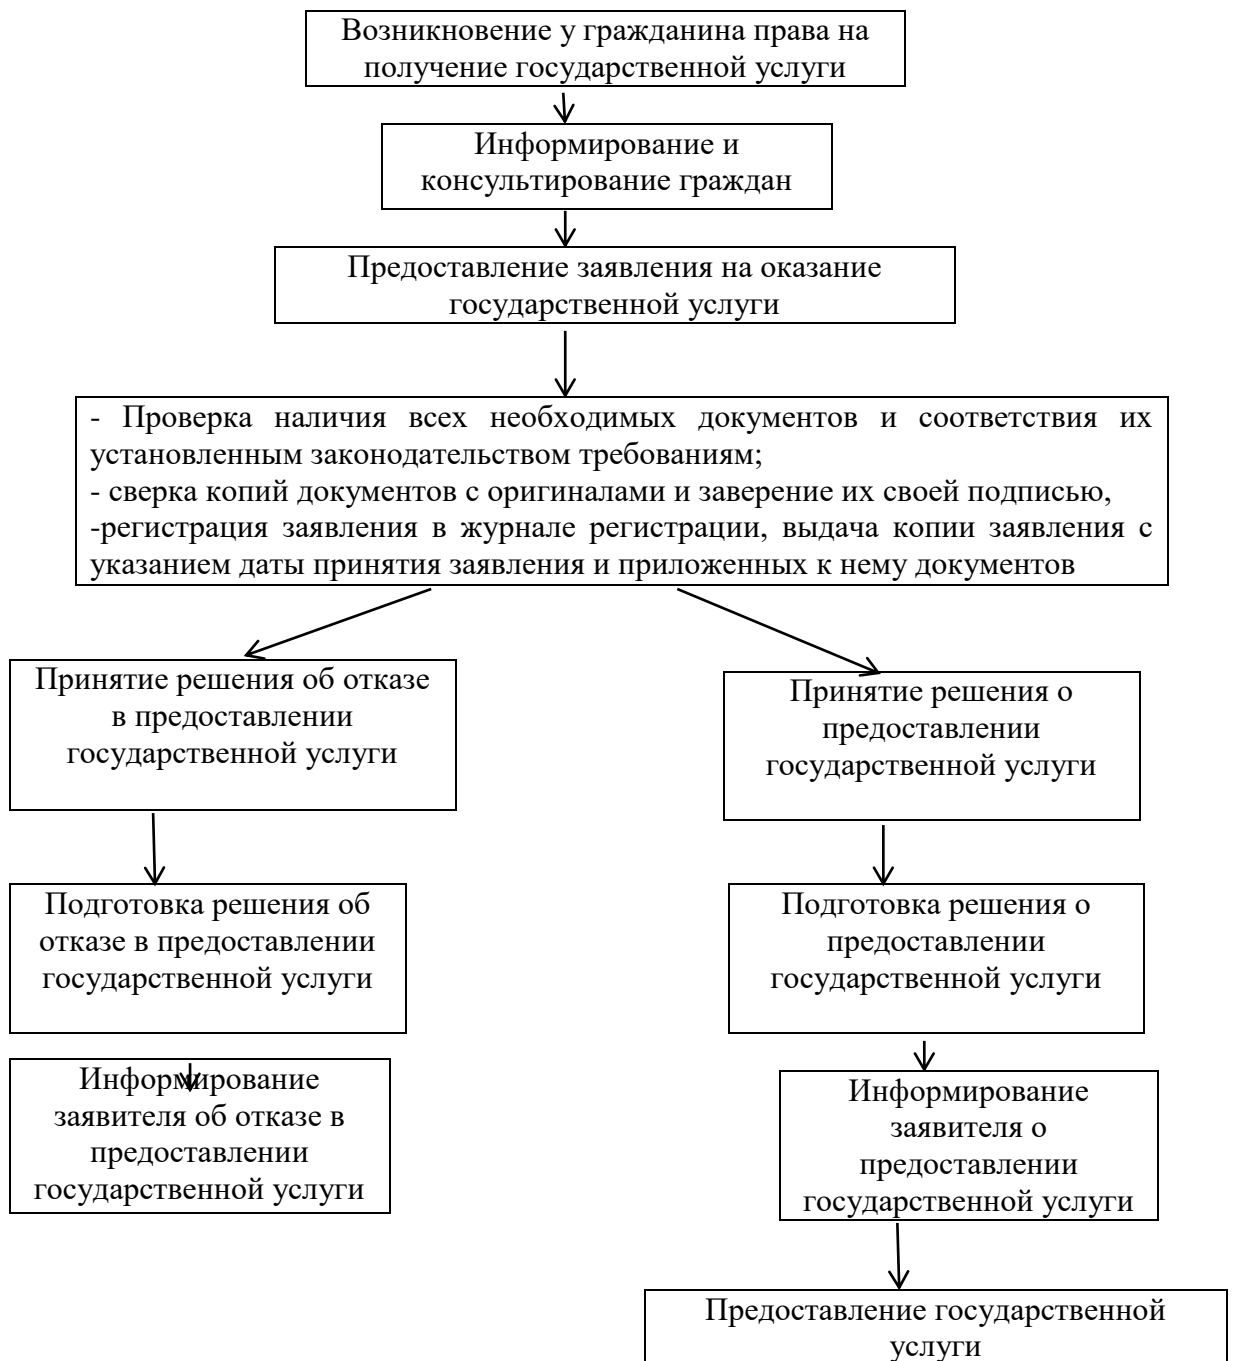 Возникновение у гражданина права на
получение государственной услуги
Информирование и
консультирование граждан
Предоставление заявления на оказание
государственной услуги
- Проверка наличия всех необходимых документов и соответствия их
установленным законодательством требованиям;
- сверка копий документов с оригиналами и заверение их своей подписью,
-регистрация заявления в журнале регистрации, выдача копии заявления с
указанием даты принятия заявления и приложенных к нему документов
Принятие решения об отказе
в предоставлении
государственной услуги
Принятие решения о
предоставлении
государственной услуги
Подготовка решения об
отказе в предоставлении
государственной услуги
Подготовка решения о
предоставлении
государственной услуги
Информирование
заявителя об отказе в
предоставлении
государственной услуги
Информирование
заявителя о
предоставлении
государственной услуги
Предоставление государственной
услуги